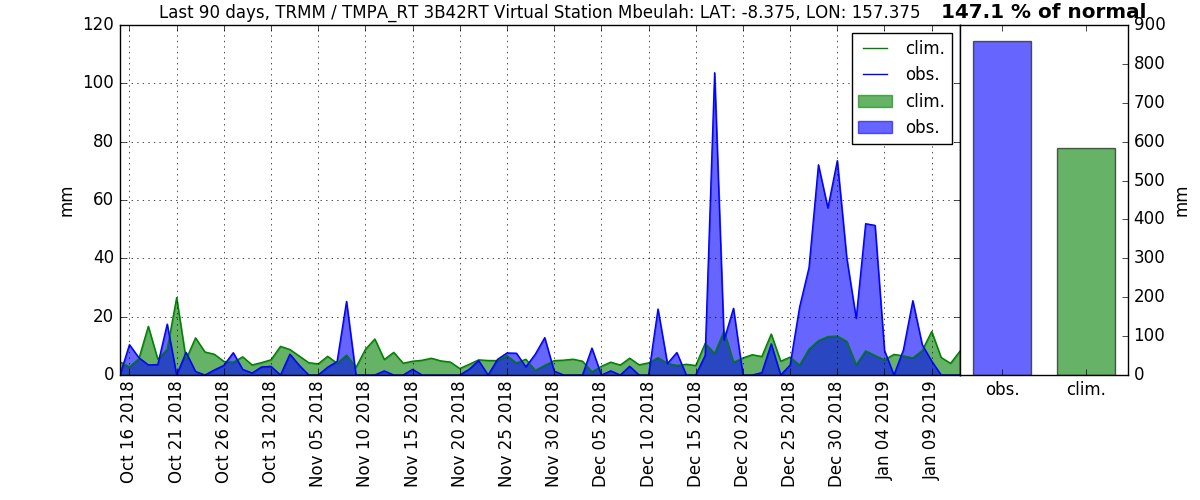 Last 90 days, TRMM / TMPA_RT 3B42RT Virtual Station Mbeulah: LAT: -8.375, LON: 157.375
147.1 % of normal
120
100
80
60
40
20
0
mm
clim.
obs.
clim.
obs.
900
800
700
600
500
400
300
200
100
0
mm
obs.
clim.
Oct 16 2018
Oct 21 2018
Oct 26 2018
Oct 31 2018
Nov 05 2018
Nov 10 2018
Nov 15 2018
Nov 20 2018
Nov 25 2018
Nov 30 2018
Dec 05 2018
Dec 10 2018
Dec 15 2018
Dec 20 2018
Dec 25 2018
Dec 30 2018
Jan 04 2019
Jan 09 2019